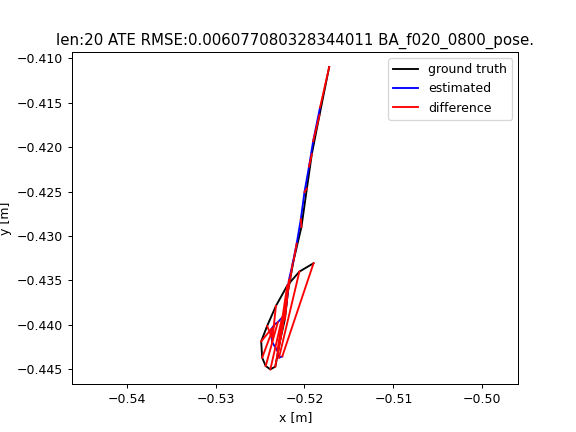 len:20 ATE RMSE:0.006077080328344011 BA_f020_0800_pose.
ground truth
estimated
difference
y [m]
−0.410
−0.415
−0.420
−0.425
−0.430
−0.435
−0.440
−0.445
−0.54 −0.53 −0.52 −0.51 −0.50
x [m]